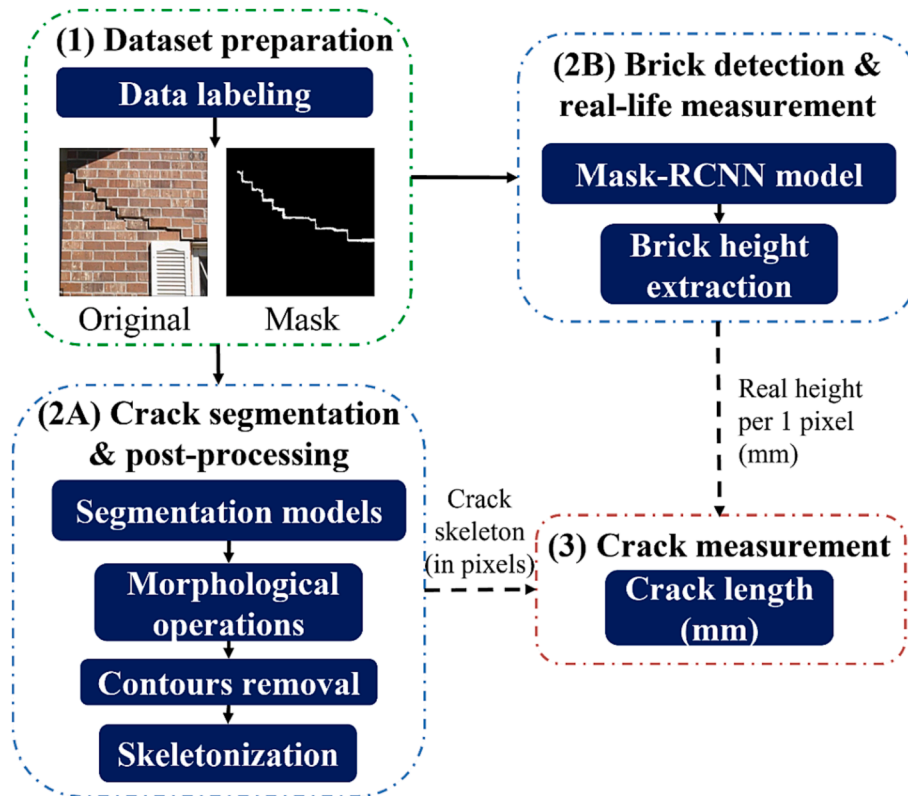 (1) Dataset preparation
Data labeling
Original
Mask
(2A) Crack segmentation
& post-processing
Segmentation models
Morphological
operations
Contours removal
Skeletonization
(2B) Brick detection &
real-life measurement
Mask-RCNN model
Brick height
extraction
Real height
per 1 pixel
(mm)
Crack
skeleton
(in pixels)
(3) Crack measurement
Crack length
(mm)